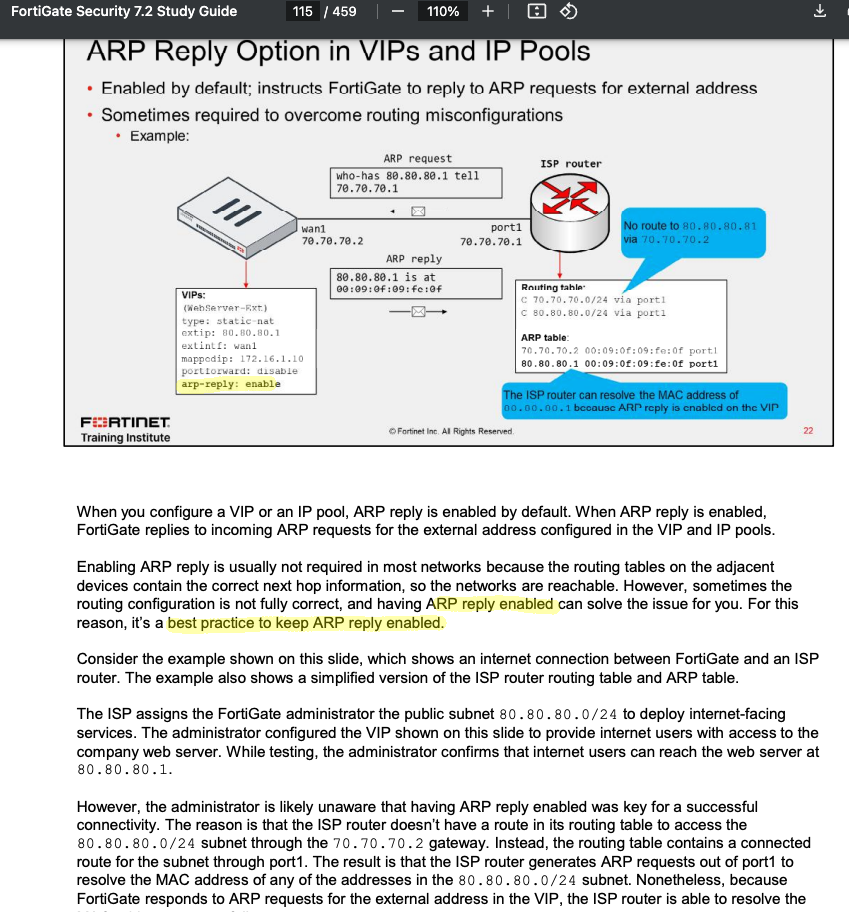 FortiGate Security 7.2 Study Guide
115 / 459
110%
ARP Reply Option in VIPs and IP Pools
• Enabled by default; instructs FortiGate to reply to ARP requests for external address
• Sometimes required to overcome routing misconfigurations
• Example:
ARP request
who-has 80.80.80.1 tell
70.70.70.1
ISP router
wan1
70.70.70.2
port1
70.70.70.1
No route to 80.80.80.81
via 70.70.70.2
ARP reply
80.80.80.1 is at
00:09:0f:09:fe:0f
VIPs:
(WebServer-Ext)
type: static-nat
extip: 80.80.80.1
extintf: wan1
mappedip: 172.16.1.10
portforward: disable
arp-reply: enable
Routing table:
C 70.70.70.0/24 via port1
C 80.80.80.0/24 via port1
ARP table:
70.70.70.2 00:09:0f:09:fe:0f port1
80.80.80.1 00:09:0f:09:fe:0f port1
The ISP router can resolve the MAC address of
because ARP reply is enabled on the VIP
FORTINET
Training Institute
© Fortinet Inc. All Rights Reserved.
22
When you configure a VIP or an IP pool, ARP reply is enabled by default. When ARP reply is enabled,
FortiGate replies to incoming ARP requests for the external address configured in the VIP and IP pools.
Enabling ARP reply is usually not required in most networks because the routing tables on the adjacent
devices contain the correct next hop information, so the networks are reachable. However, sometimes the
routing configuration is not fully correct, and having ARP reply enabled can solve the issue for you. For this
reason, it's a best practice to keep ARP reply enabled.
Consider the example shown on this slide, which shows an internet connection between FortiGate and an ISP
router. The example also shows a simplified version of the ISP router routing table and ARP table.
The ISP assigns the FortiGate administrator the public subnet 80.80.80.0/24 to deploy internet-facing
services. The administrator configured the VIP shown on this slide to provide internet users with access to the
company web server. While testing, the administrator confirms that internet users can reach the web server at
80.80.80.1.
However, the administrator is likely unaware that having ARP reply enabled was key for a successful
connectivity. The reason is that the ISP router doesn't have a route in its routing table to access the
80.80.80.0/24 subnet through the 70.70.70.2 gateway. Instead, the routing table contains a connected
route for the subnet through port1. The result is that the ISP router generates ARP requests out of port1 to
resolve the MAC address of any of the addresses in the 80.80.80.0/24 subnet. Nonetheless, because
FortiGate responds to ARP requests for the external address in the VIP, the ISP router is able to resolve the